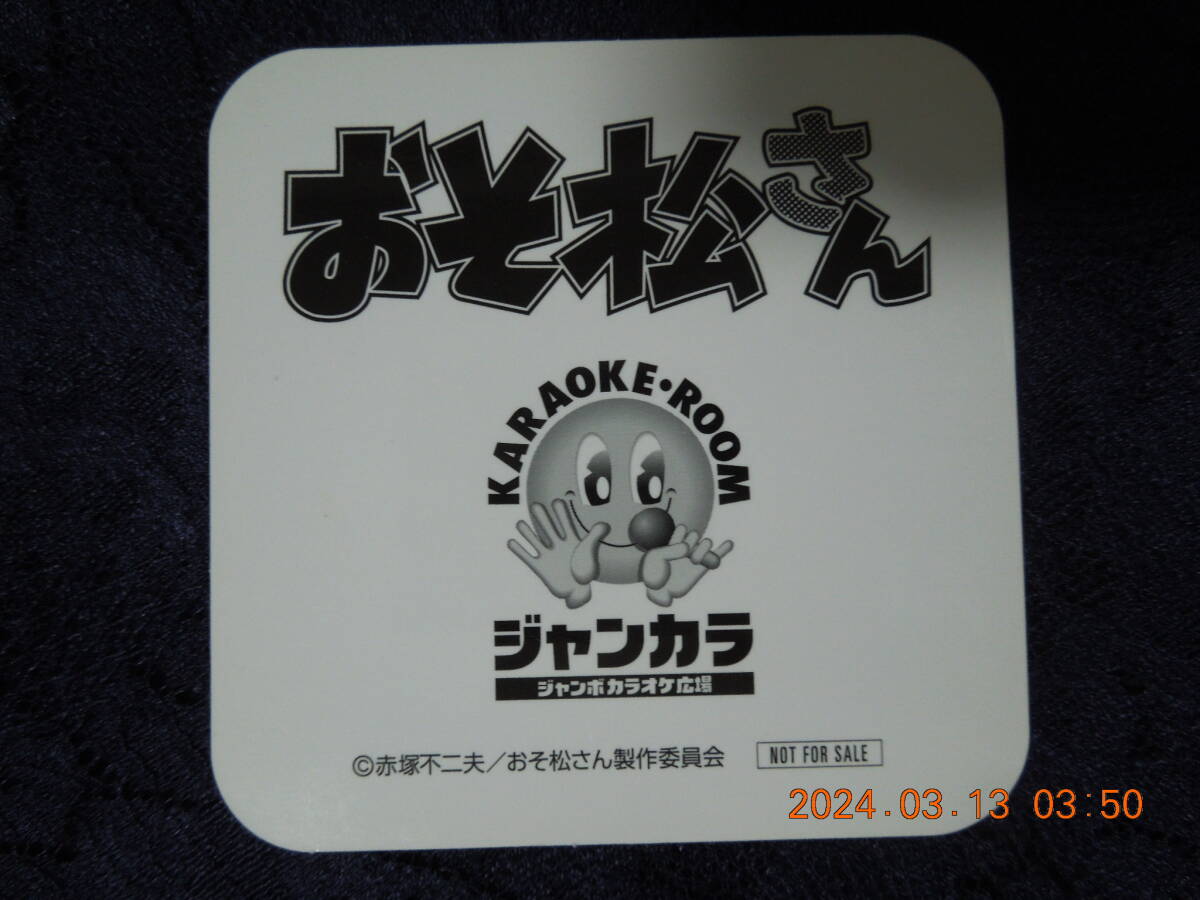 おそ松さん
KARAOKE・ROOM
ジャンカラ
ジャンボカラオケ広場
©赤塚不二夫／おそ松さん製作委員会
NOT FOR SALE
2024.03.13 03:50